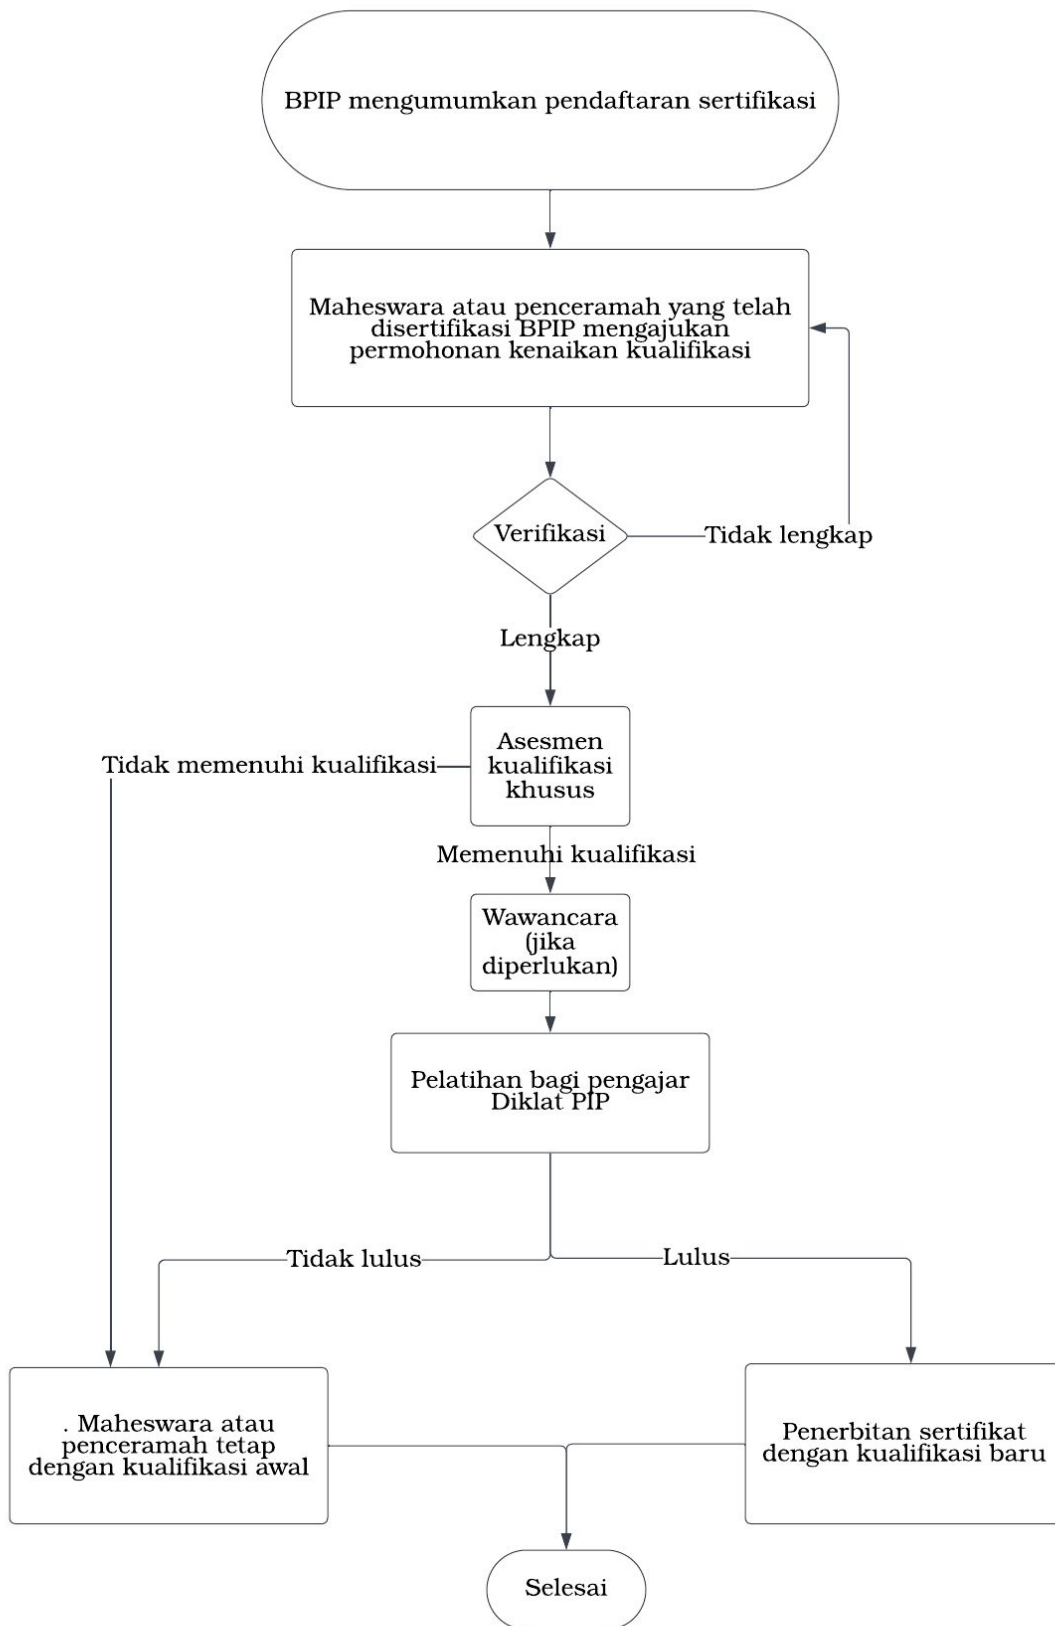 BPIP mengumumkan pendaftaran sertifikasi
Maheswara atau penceramah yang telah
disertifikasi BPIP mengajukan
permohonan kenaikan kualifikasi
Verifikasi
Tidak lengkap
Lengkap
Asesmen
kualifikasi
khusus
Tidak memenuhi kualifikasi
Memenuhi kualifikasi
Wawancara
(jika
diperlukan)
Pelatihan bagi pengajar
Diklat PIP
Tidak lulus
Lulus
. Maheswara atau
penceramah tetap
dengan kualifikasi awal
Penerbitan sertifikat
dengan kualifikasi baru
Selesai